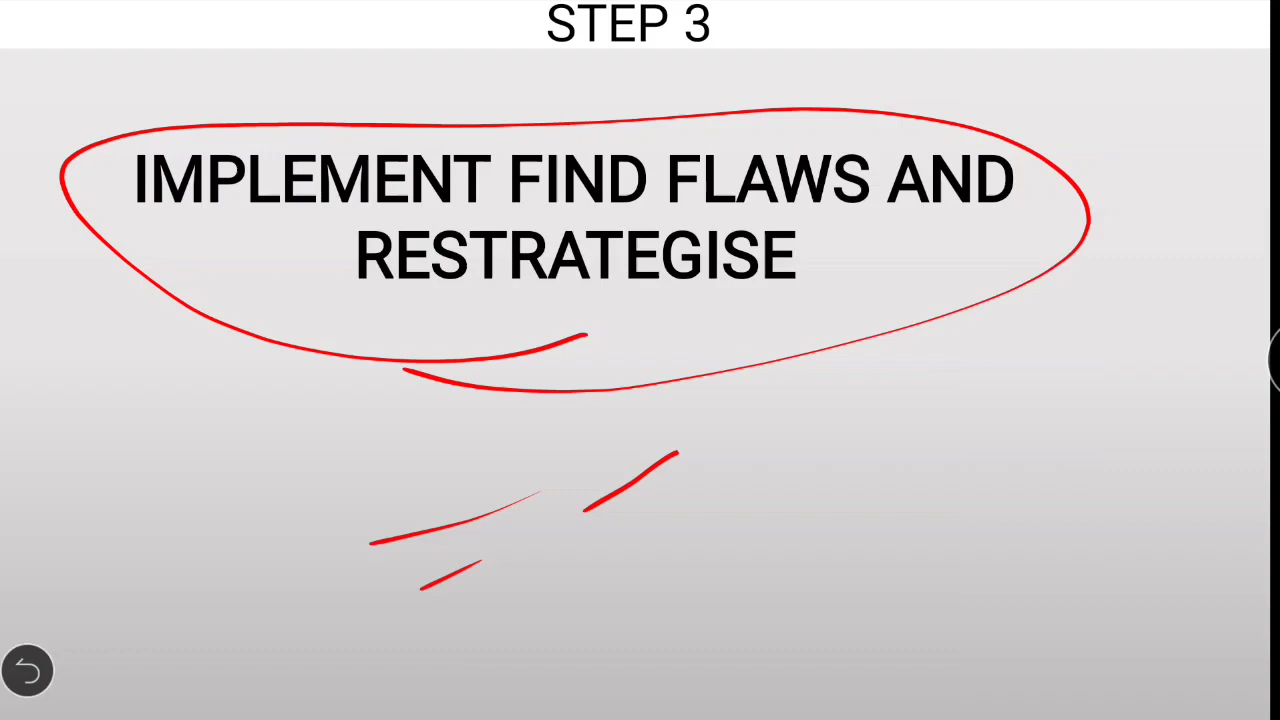 STEP 3
IMPLEMENT FIND FLAWS AND
RESTRATEGISE